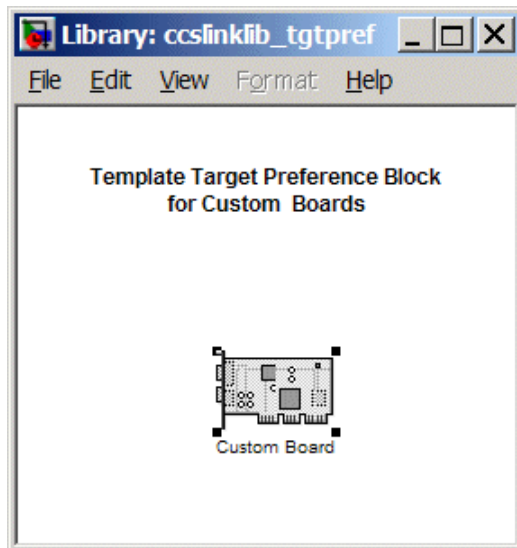 Library: ccslinklib_tgtpref
File Edit View Format Help
Template Target Preference Block
for Custom Boards
Custom Board